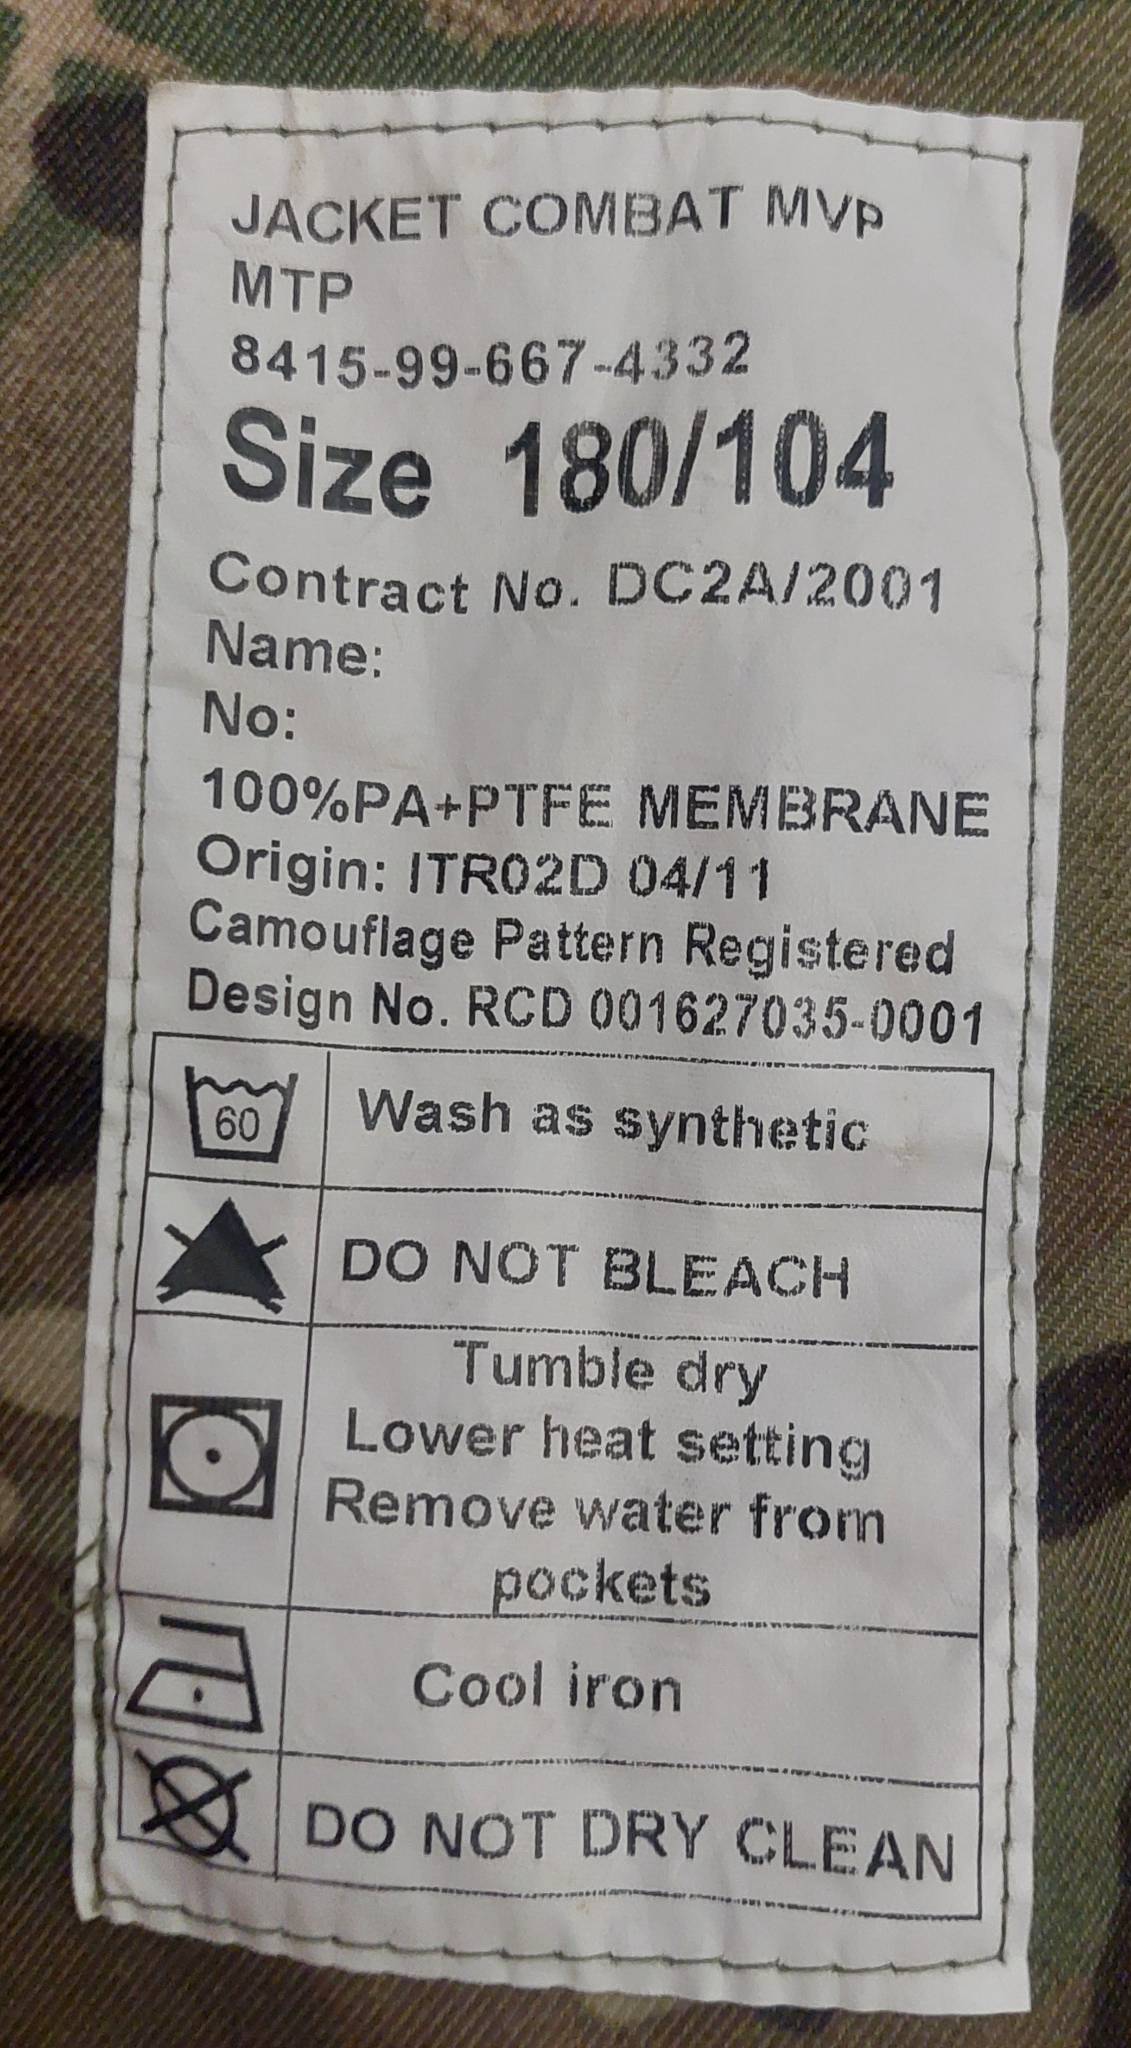 JACKET COMBAT MVP
MTP
8415-99-667-4332
Size 180/104
Contract No. DC2A/2001
Name:
No:
100%PA+PTFE MEMBRANE
Origin: ITR02D 04/11
Camouflage Pattern Registered
Design No. RCD 001627035-0001
60 Wash as synthetic
DO NOT BLEACH
Tumble dry
Lower heat setting
Remove water from
pockets
Cool iron
DO NOT DRY CLEAN